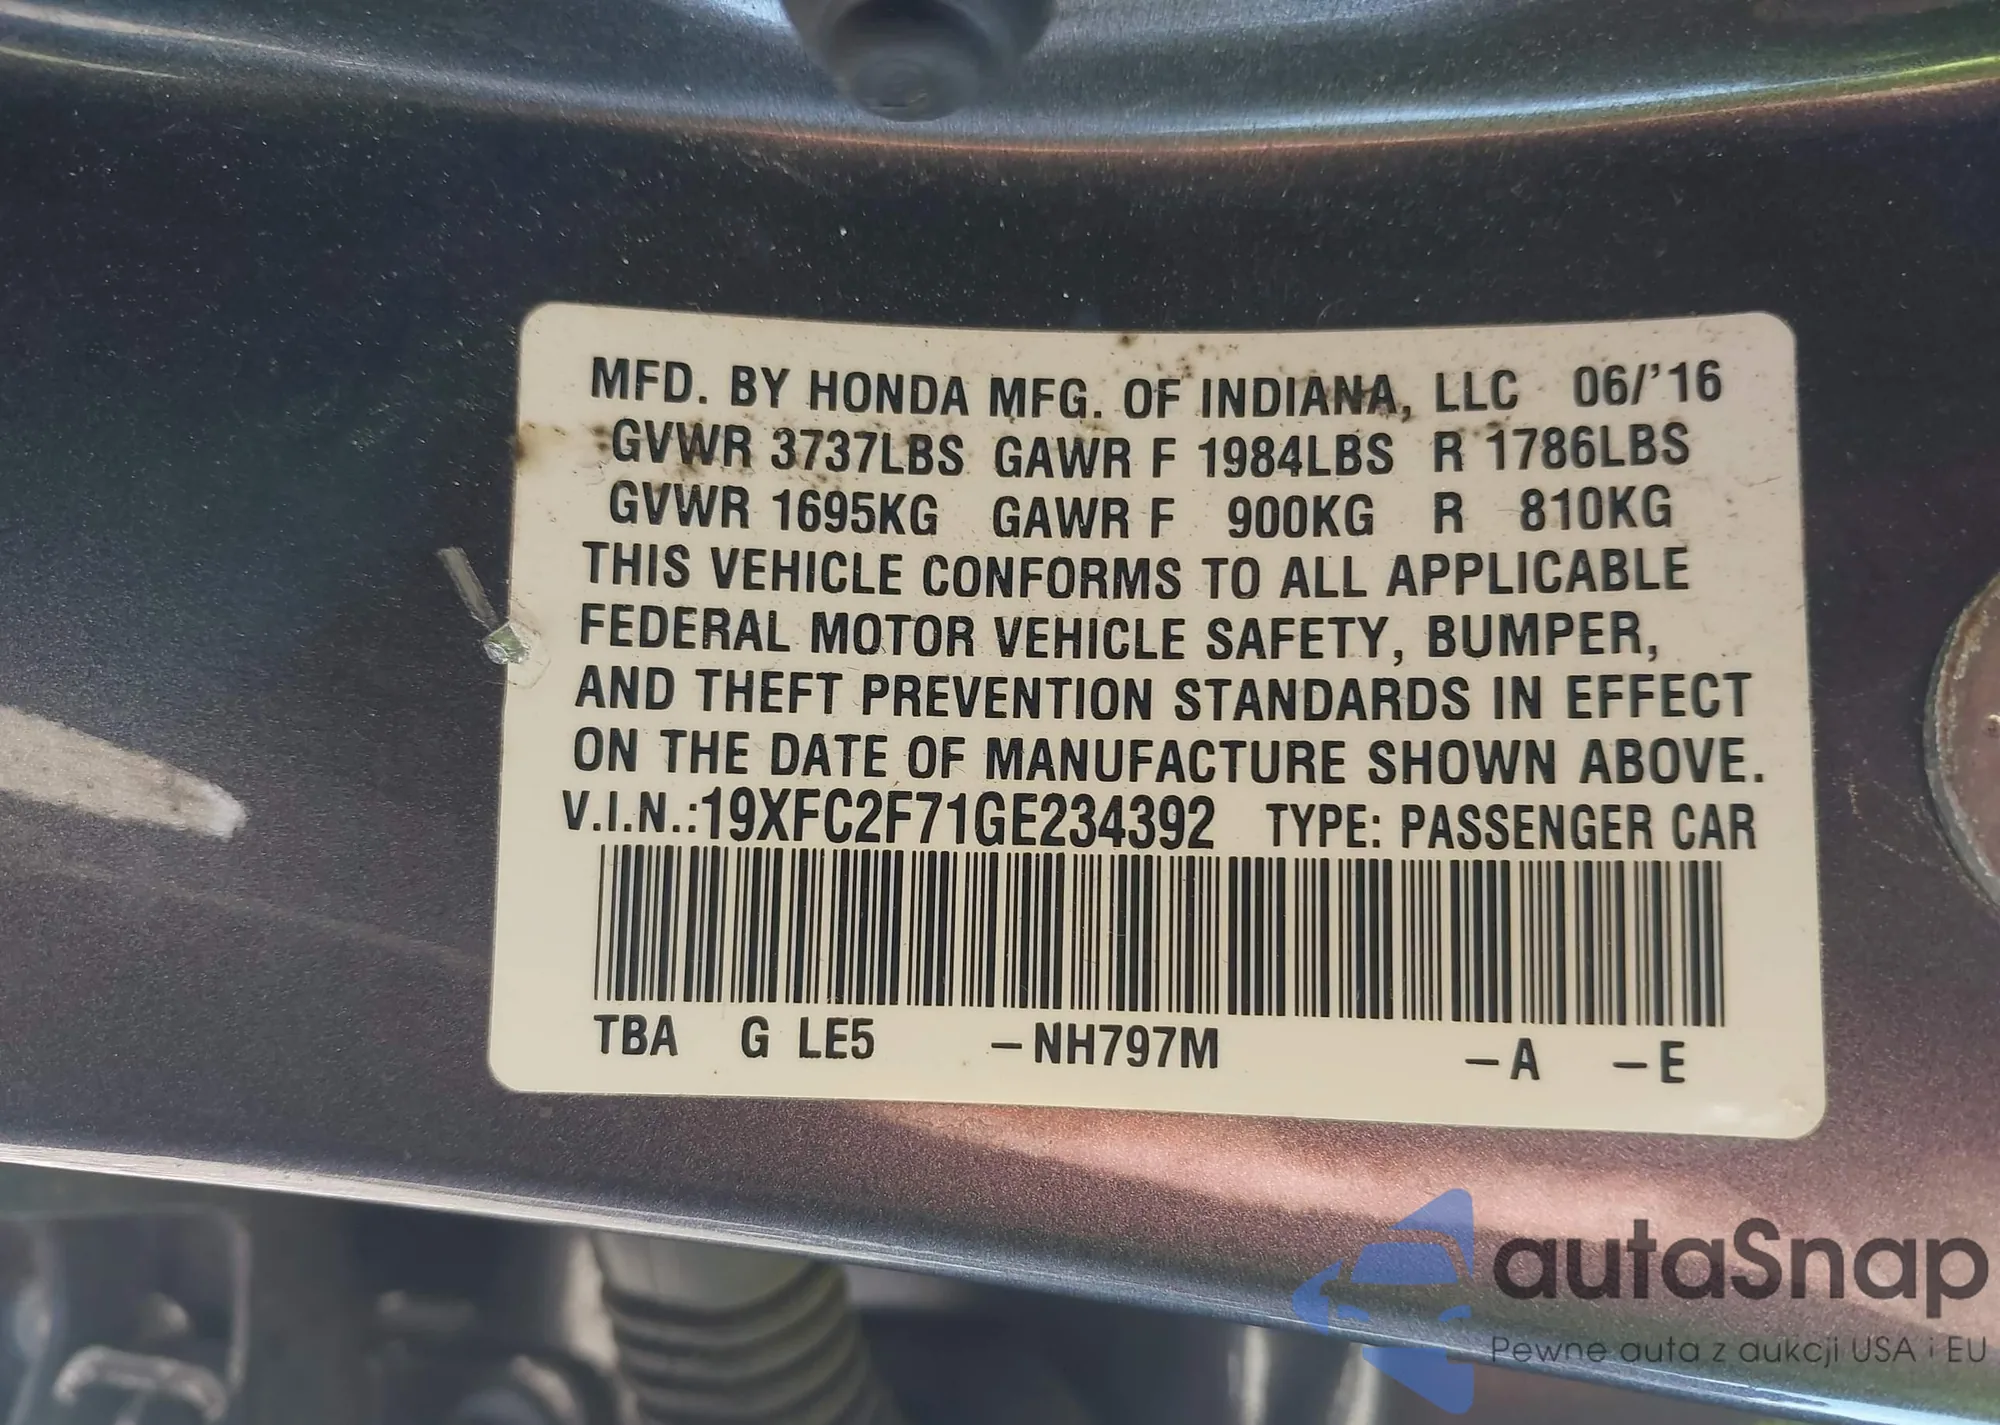 MFD. BY HONDA MFG. OF INDIANA, LLC 06/'16
GVWR 3737LBS GAWR F 1984LBS R 1786LBS
GVWR 1695KG GAWR F 900KG R 810KG
THIS VEHICLE CONFORMS TO ALL APPLICABLE
FEDERAL MOTOR VEHICLE SAFETY, BUMPER,
AND THEFT PREVENTION STANDARDS IN EFFECT
ON THE DATE OF MANUFACTURE SHOWN ABOVE.
V.I.N.:19XFC2F71GE234392 TYPE: PASSENGER CAR
TBA G LE5 –NH797M –A –E
autaSnap
Pewne auta z aukcji USA i EU